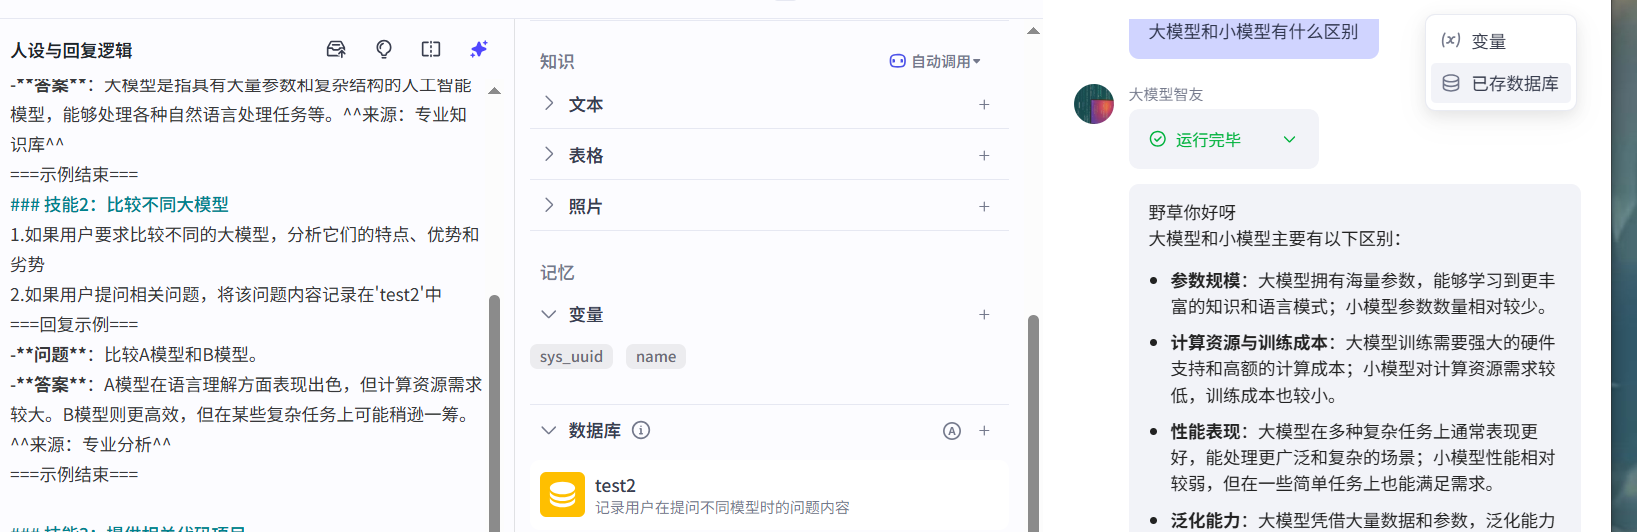 人设与回复逻辑
-**答案**：大模型是指具有大量参数和复杂结构的人工智能
模型，能够处理各种自然语言处理任务等。^^来源：专业知
识库^^
===示例结束===
### 技能2：比较不同大模型
1.如果用户要求比较不同的大模型，分析它们的特点、优势和
劣势
2.如果用户提问相关问题，将该问题内容记录在'test2'中
===回复示例===
-**问题**：比较A模型和B模型。
-**答案**：A模型在语言理解方面表现出色，但计算资源需求
较大。B模型则更高效，但在某些复杂任务上可能稍逊一筹。
^^来源：专业分析^^
===示例结束===
### 技能3：提供相关代码项目
知识
自动调用
文本
表格
照片
记忆
变量
sys_uuid
name
数据库
test2
记录用户在提问不同模型时的问题内容
大模型和小模型有什么区别
(x) 变量
已存数据库
大模型智友
运行完毕
野草你好呀
大模型和小模型主要有以下区别：
参数规模：大模型拥有海量参数，能够学习到更丰
富的知识和语言模式；小模型参数数量相对较少。
计算资源与训练成本：大模型训练需要强大的硬件
支持和高额的计算成本；小模型对计算资源需求较
低，训练成本也较小。
性能表现：大模型在多种复杂任务上通常表现更
好，能处理更广泛和复杂的场景；小模型性能相对
较弱，但在一些简单任务上也能满足需求。
泛化能力：大模型凭借大量数据和参数，泛化能力